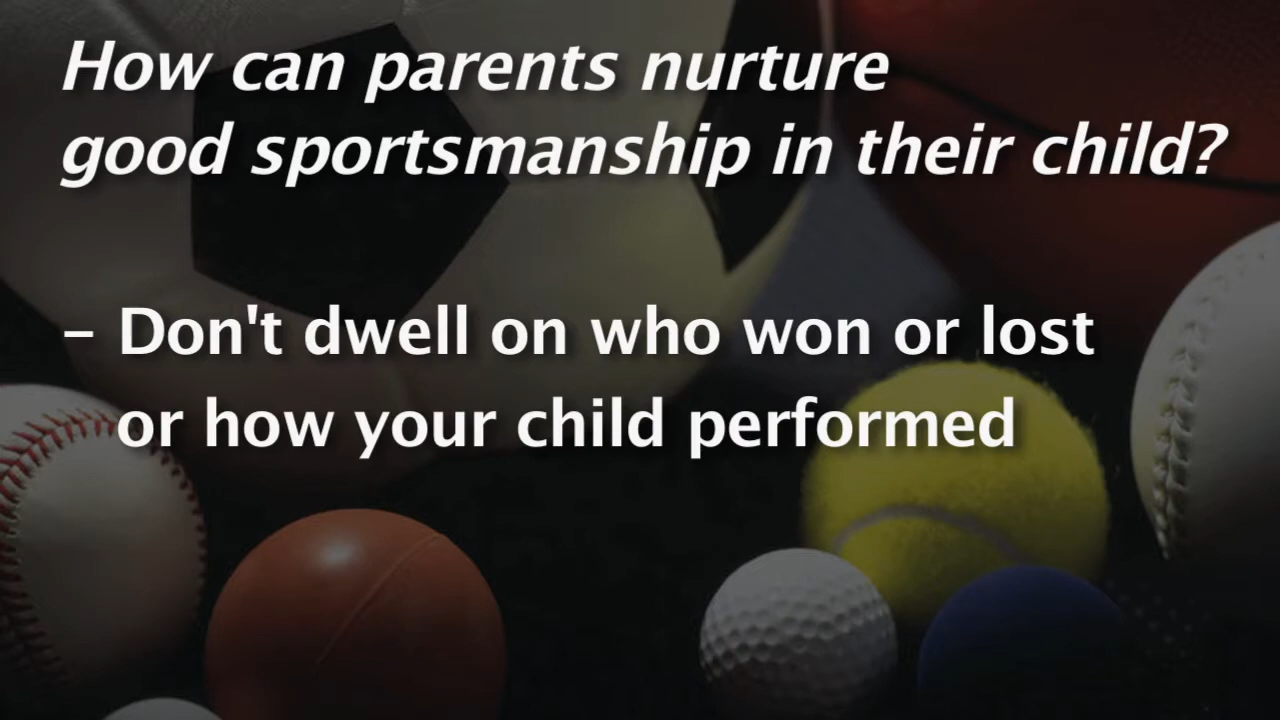 How can parents nurture
good sportsmanship in their child?
- Don't dwell on who won or lost
or how your child performed